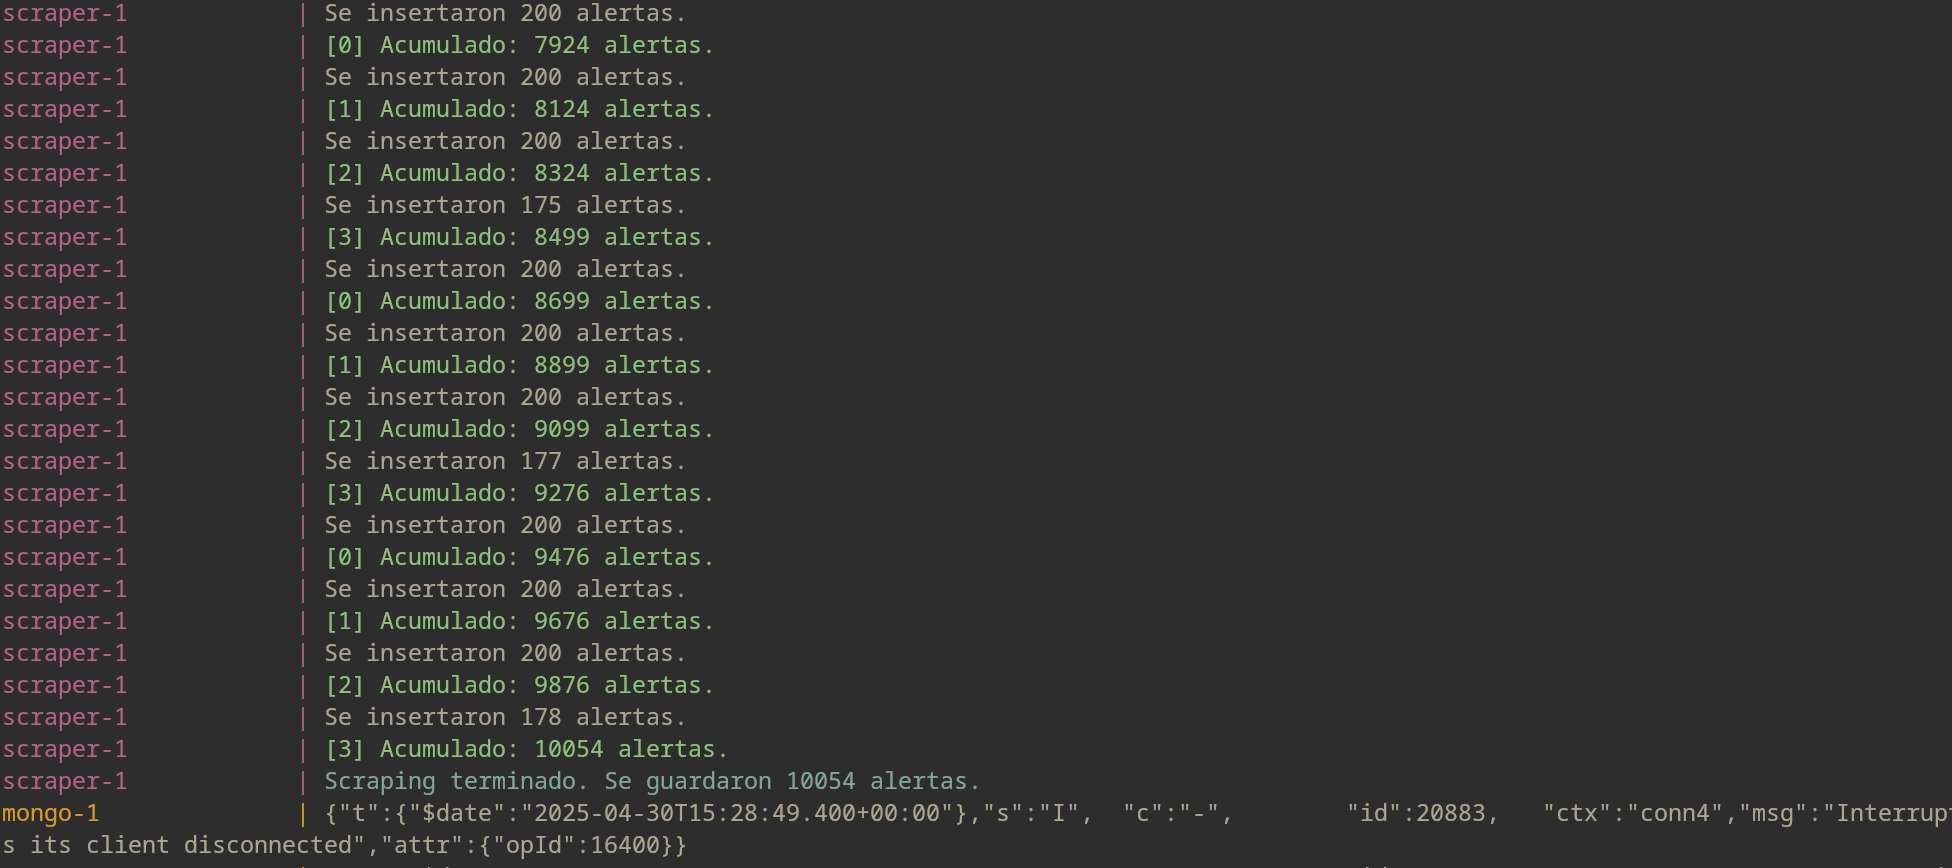 scraper-1 | Se insertaron 200 alertas.
scraper-1 | [0] Acumulado: 7924 alertas.
scraper-1 | Se insertaron 200 alertas.
scraper-1 | [1] Acumulado: 8124 alertas.
scraper-1 | Se insertaron 200 alertas.
scraper-1 | [2] Acumulado: 8324 alertas.
scraper-1 | Se insertaron 175 alertas.
scraper-1 | [3] Acumulado: 8499 alertas.
scraper-1 | Se insertaron 200 alertas.
scraper-1 | [0] Acumulado: 8699 alertas.
scraper-1 | Se insertaron 200 alertas.
scraper-1 | [1] Acumulado: 8899 alertas.
scraper-1 | Se insertaron 200 alertas.
scraper-1 | [2] Acumulado: 9099 alertas.
scraper-1 | Se insertaron 177 alertas.
scraper-1 | [3] Acumulado: 9276 alertas.
scraper-1 | Se insertaron 200 alertas.
scraper-1 | [0] Acumulado: 9476 alertas.
scraper-1 | Se insertaron 200 alertas.
scraper-1 | [1] Acumulado: 9676 alertas.
scraper-1 | Se insertaron 200 alertas.
scraper-1 | [2] Acumulado: 9876 alertas.
scraper-1 | Se insertaron 178 alertas.
scraper-1 | [3] Acumulado: 10054 alertas.
scraper-1 | Scraping terminado. Se guardaron 10054 alertas.
mongo-1 | {"t":{"$date":"2025-04-30T15:28:49.400+00:00"},"s":"I", "c":"-", "id":20883, "ctx":"conn4","msg":"Interrupt
s its client disconnected","attr":{"opId":16400}}